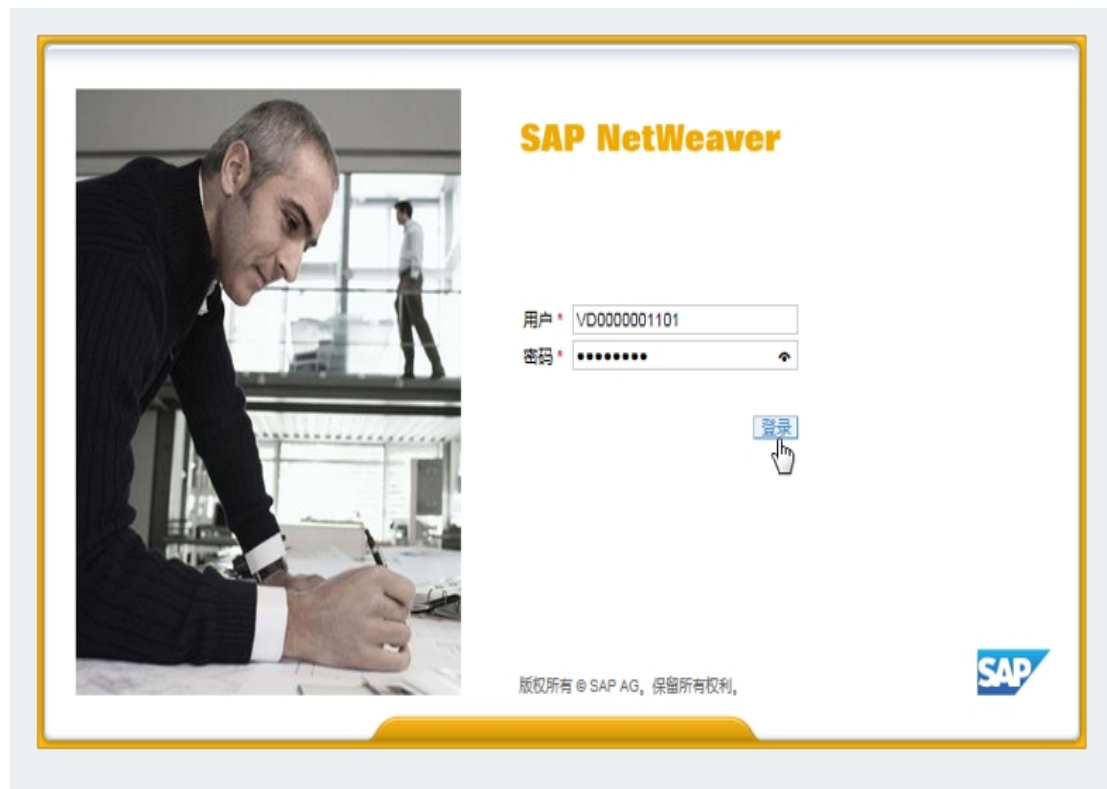 SAP NetWeaver
用户 * VD0000001101
密码 * ••••••••
登录
版权所有 © SAP AG。保留所有权利。
SAP